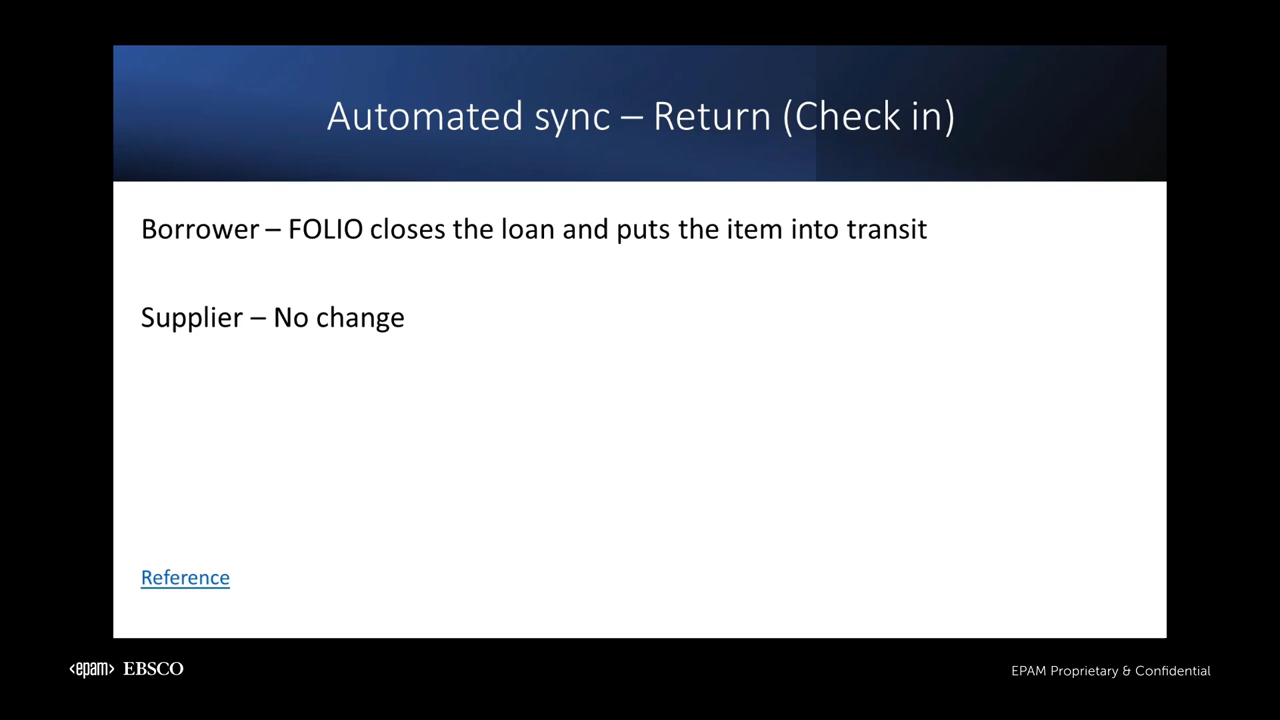 Automated sync – Return (Check in)
Borrower – FOLIO closes the loan and puts the item into transit
Supplier – No change
Reference
<epam> EBSCO
EPAM Proprietary & Confidential